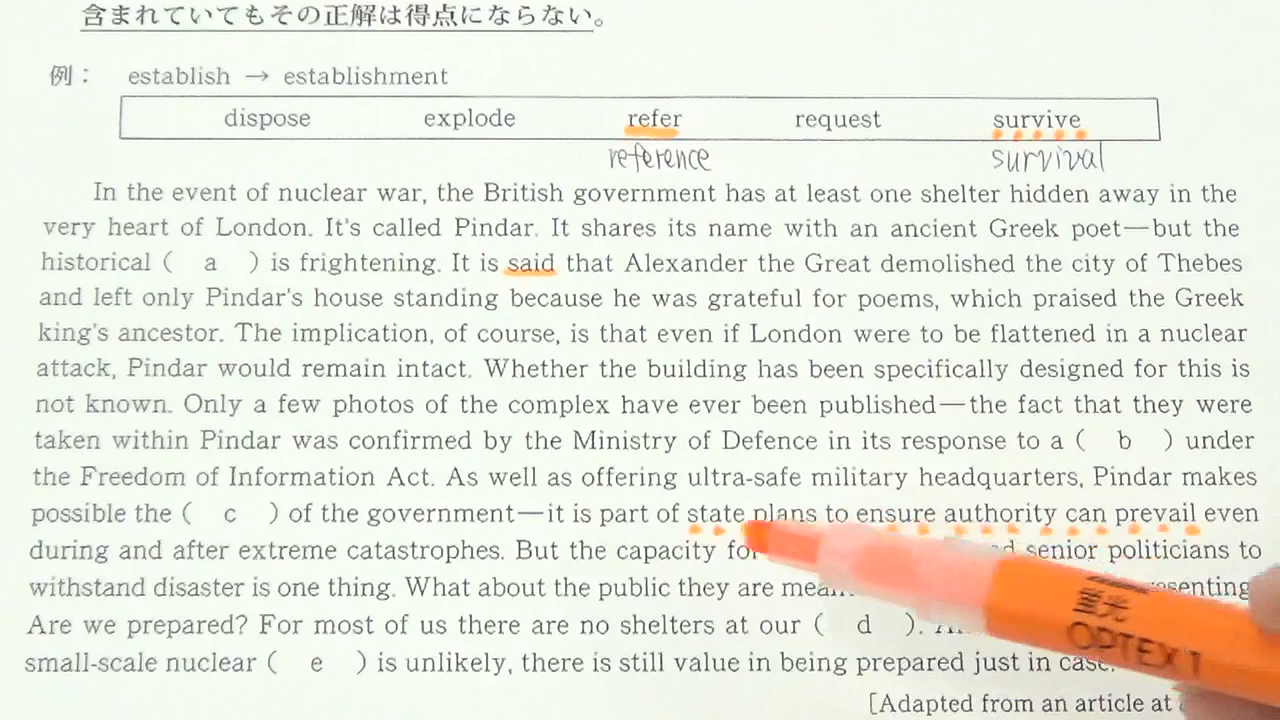 含まれていてもその正解は得点にならない。
例： establish → establishment
dispose explode refer request survive
reference survival
In the event of nuclear war, the British government has at least one shelter hidden away in the
very heart of London. It's called Pindar. It shares its name with an ancient Greek poet—but the
historical ( a ) is frightening. It is said that Alexander the Great demolished the city of Thebes
and left only Pindar's house standing because he was grateful for poems, which praised the Greek
king's ancestor. The implication, of course, is that even if London were to be flattened in a nuclear
attack, Pindar would remain intact. Whether the building has been specifically designed for this is
not known. Only a few photos of the complex have ever been published—the fact that they were
taken within Pindar was confirmed by the Ministry of Defence in its response to a ( b ) under
the Freedom of Information Act. As well as offering ultra-safe military headquarters, Pindar makes
possible the ( c ) of the government—it is part of state plans to ensure authority can prevail even
during and after extreme catastrophes. But the capacity senior politicians to
withstand disaster is one thing. What about the public they are
Are we prepared? For most of us there are no shelters at our ( d ).
small-scale nuclear ( e ) is unlikely, there is still value in being prepared just in case.
[Adapted from an article at
蛍光
OPTEX 1